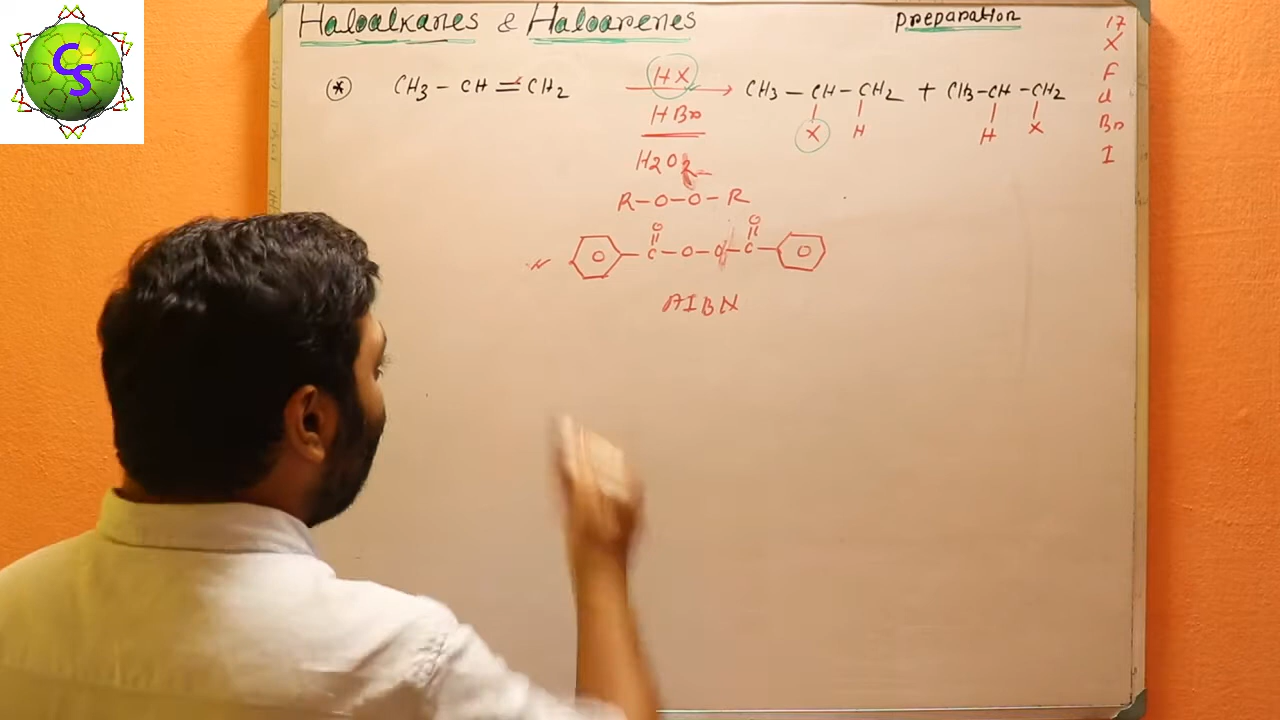 Haloalkanes & Haloarenes
preparation
17
X
F
Cl
Br
I
* CH3 - CH = CH2
HX
HBr
H2O2
R-O-O-R
O O
C-O-O-C
O O
AIBN
CH3 - CH - CH2 + CH3 - CH - CH2
X H H X
CS